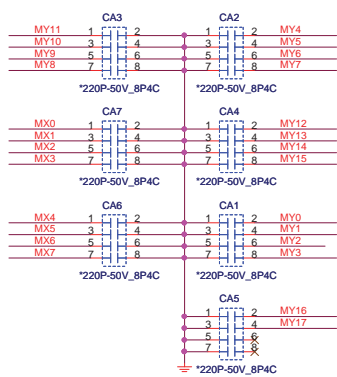 CA3 CA2
MY11 1 2 1 2 MY4
MY10 3 4 3 4 MY5
MY9 5 6 5 6 MY6
MY8 7 8 7 8 MY7
*220P-50V_8P4C *220P-50V_8P4C
CA7 CA4
MX0 1 2 1 2 MY12
MX1 3 4 3 4 MY13
MX2 5 6 5 6 MY14
MX3 7 8 7 8 MY15
*220P-50V_8P4C *220P-50V_8P4C
CA6 CA1
MX4 1 2 1 2 MY0
MX5 3 4 3 4 MY1
MX6 5 6 5 6 MY2
MX7 7 8 7 8 MY3
*220P-50V_8P4C *220P-50V_8P4C
CA5
1 2 MY16
3 4 MY17
5 6
7 8
*220P-50V_8P4C